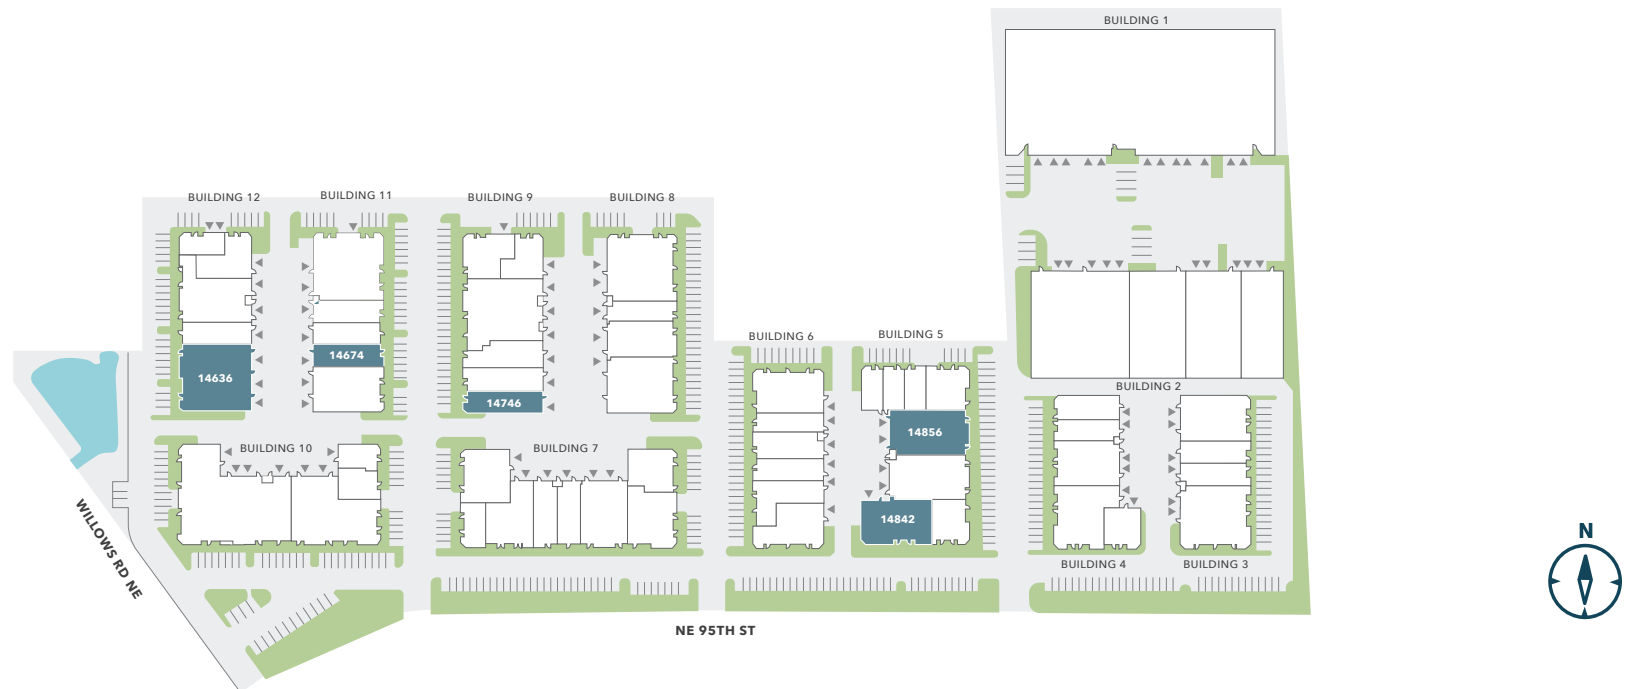 BUILDING 1
BUILDING 12
BUILDING 11
BUILDING 9
BUILDING 8
BUILDING 6
BUILDING 5
14674
14636
BUILDING 2
14746
14856
BUILDING 10
BUILDING 7
14842
WILLOWS RD NE
N
BUILDING 4
BUILDING 3
NE 95TH ST